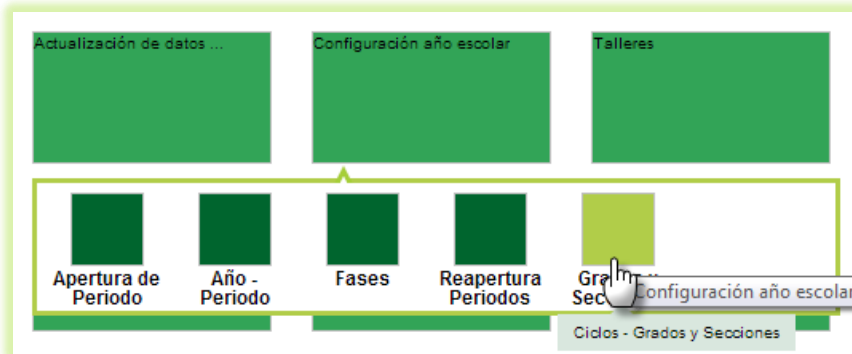 Actualización de datos ...
Configuración año escolar
Talleres
Apertura de
Periodo
Año -
Periodo
Fases
Reapertura
Periodos
Configuración año escolar
Ciclos - Grados y Secciones